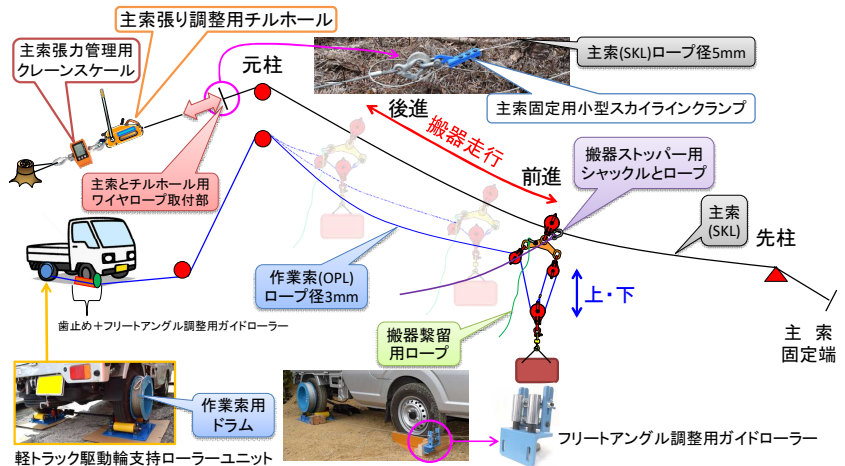 主索張り調整用チルホール
主索張力管理用
クレーンスケール
元柱
主索(SKL)ロープ径5mm
主索固定用小型スカイラインクランプ
後進
搬器走行
前進
搬器ストッパー用
シャックルとロープ
主索とチルホール用
ワイヤロープ取付部
主索
(SKL)
先柱
作業索(OPL)
ロープ径3mm
上・下
歯止め+フリートアングル調整用ガイドローラー
搬器繋留
用ロープ
主 索
固定端
作業索用
ドラム
フリートアングル調整用ガイドローラー
軽トラック駆動輪支持ローラーユニット